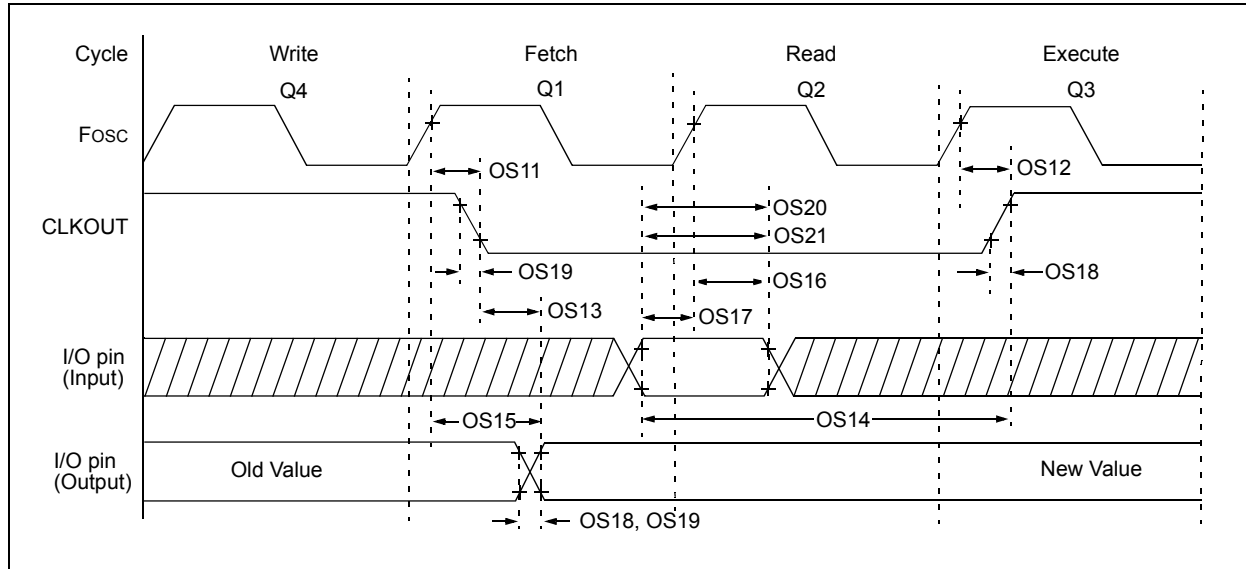 Cycle Write Fetch Read Execute
Q4 Q1 Q2 Q3
FOSC
OS11 OS12
CLKOUT
OS20
OS21
OS19 OS16 OS18
OS13 OS17
I/O pin
(Input)
OS15 OS14
I/O pin
(Output)
Old Value New Value
OS18, OS19